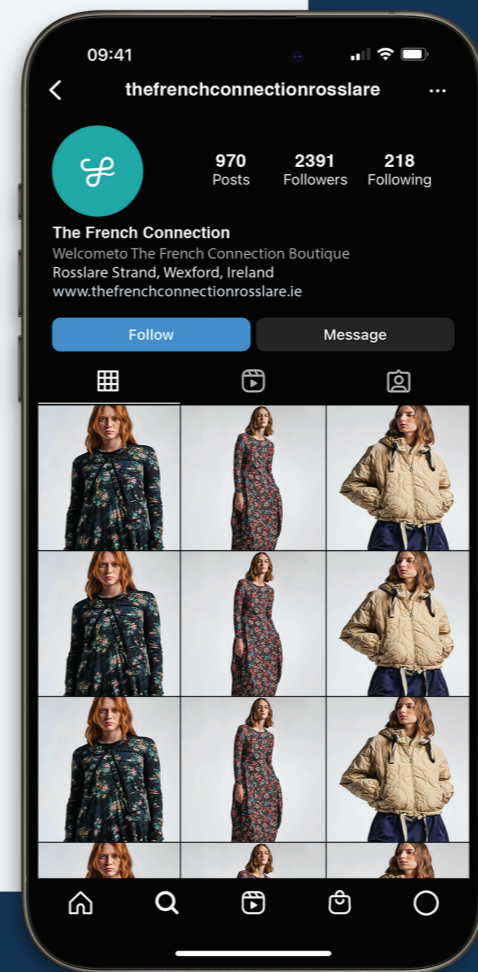 09:41
thefrenchconnectionrosslare
970 2391 218
Posts Followers Following
The French Connection
Welcometo The French Connection Boutique
Rosslare Strand, Wexford, Ireland
www.thefrenchconnectionrosslare.ie
Follow Message